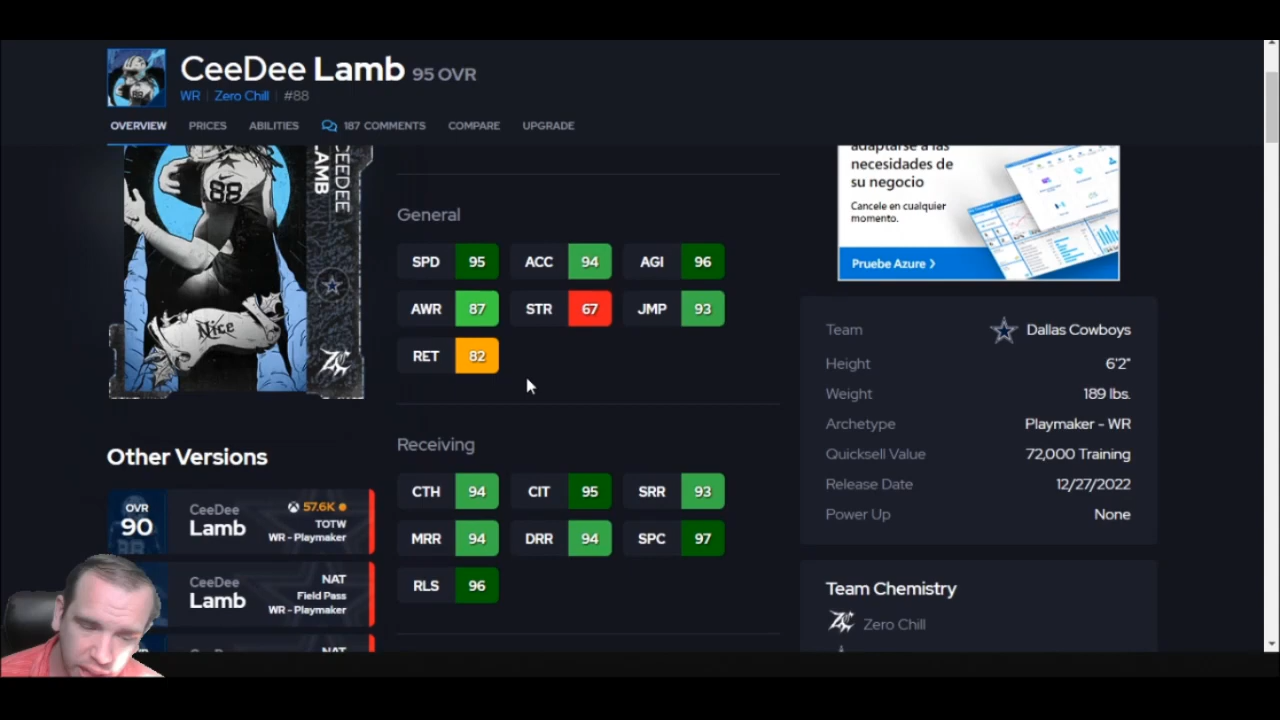 CeeDee Lamb 95 OVR
WR | Zero Chill | #88
OVERVIEW PRICES ABILITIES 187 COMMENTS COMPARE UPGRADE
CEEDEE
LAMB
88
Nice
ZC
General
SPD 95 ACC 94 AGI 96
AWR 87 STR 67 JMP 93
RET 82
Receiving
CTH 94 CIT 95 SRR 93
MRR 94 DRR 94 SPC 97
RLS 96
Other Versions
OVR
90
CeeDee
Lamb
57.6K
TOTW
WR - Playmaker
CeeDee
Lamb
NAT
Field Pass
WR - Playmaker
CeeDee
NAT
adaptarse a las
necesidades de
su negocio
Cancele en cualquier
momento.
Pruebe Azure
Team Dallas Cowboys
Height 6'2"
Weight 189 lbs.
Archetype Playmaker - WR
Quicksell Value 72,000 Training
Release Date 12/27/2022
Power Up None
Team Chemistry
Zero Chill